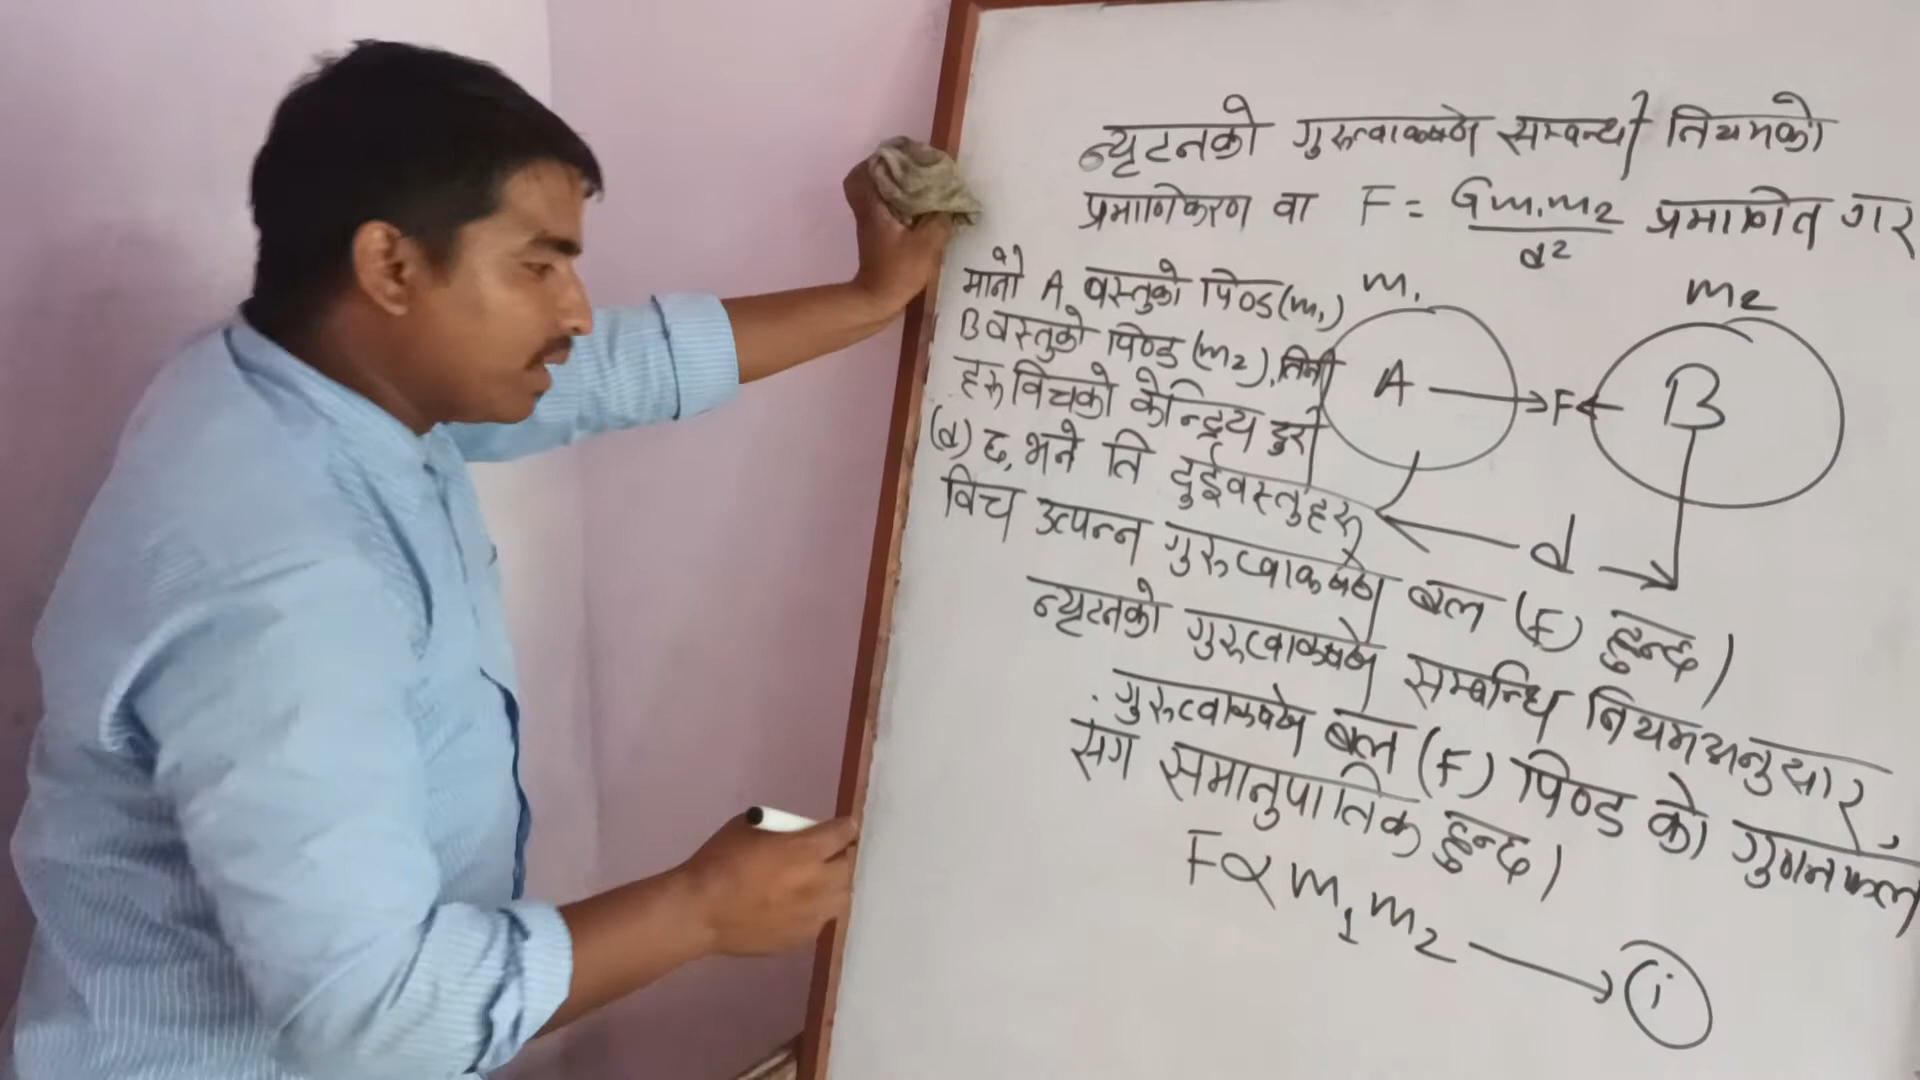 न्यूटनको गुरुत्वाकर्षण सम्बन्धी नियमको
प्रमाणिकरण वा F = Gm1m2/d² प्रमाणित गर
मानौ A वस्तुको पिण्ड (m1)
B वस्तुको पिण्ड (m2), तिनी
हरु विचको केन्द्रिय दुरी
(d) छ, भने ति दुईवस्तुहरु
विच उत्पन्न गुरुत्वाकर्षण बल (F) हुन्छ।
न्यूटनको गुरुत्वाकर्षण सम्बन्धि नियमअनुसार,
गुरुत्वाकर्षण बल (F) पिण्ड को गुणनफल
संग समानुपातिक हुन्छ।
F∝ m1 m2 → (i)
m1
m2
A → F ← B
d